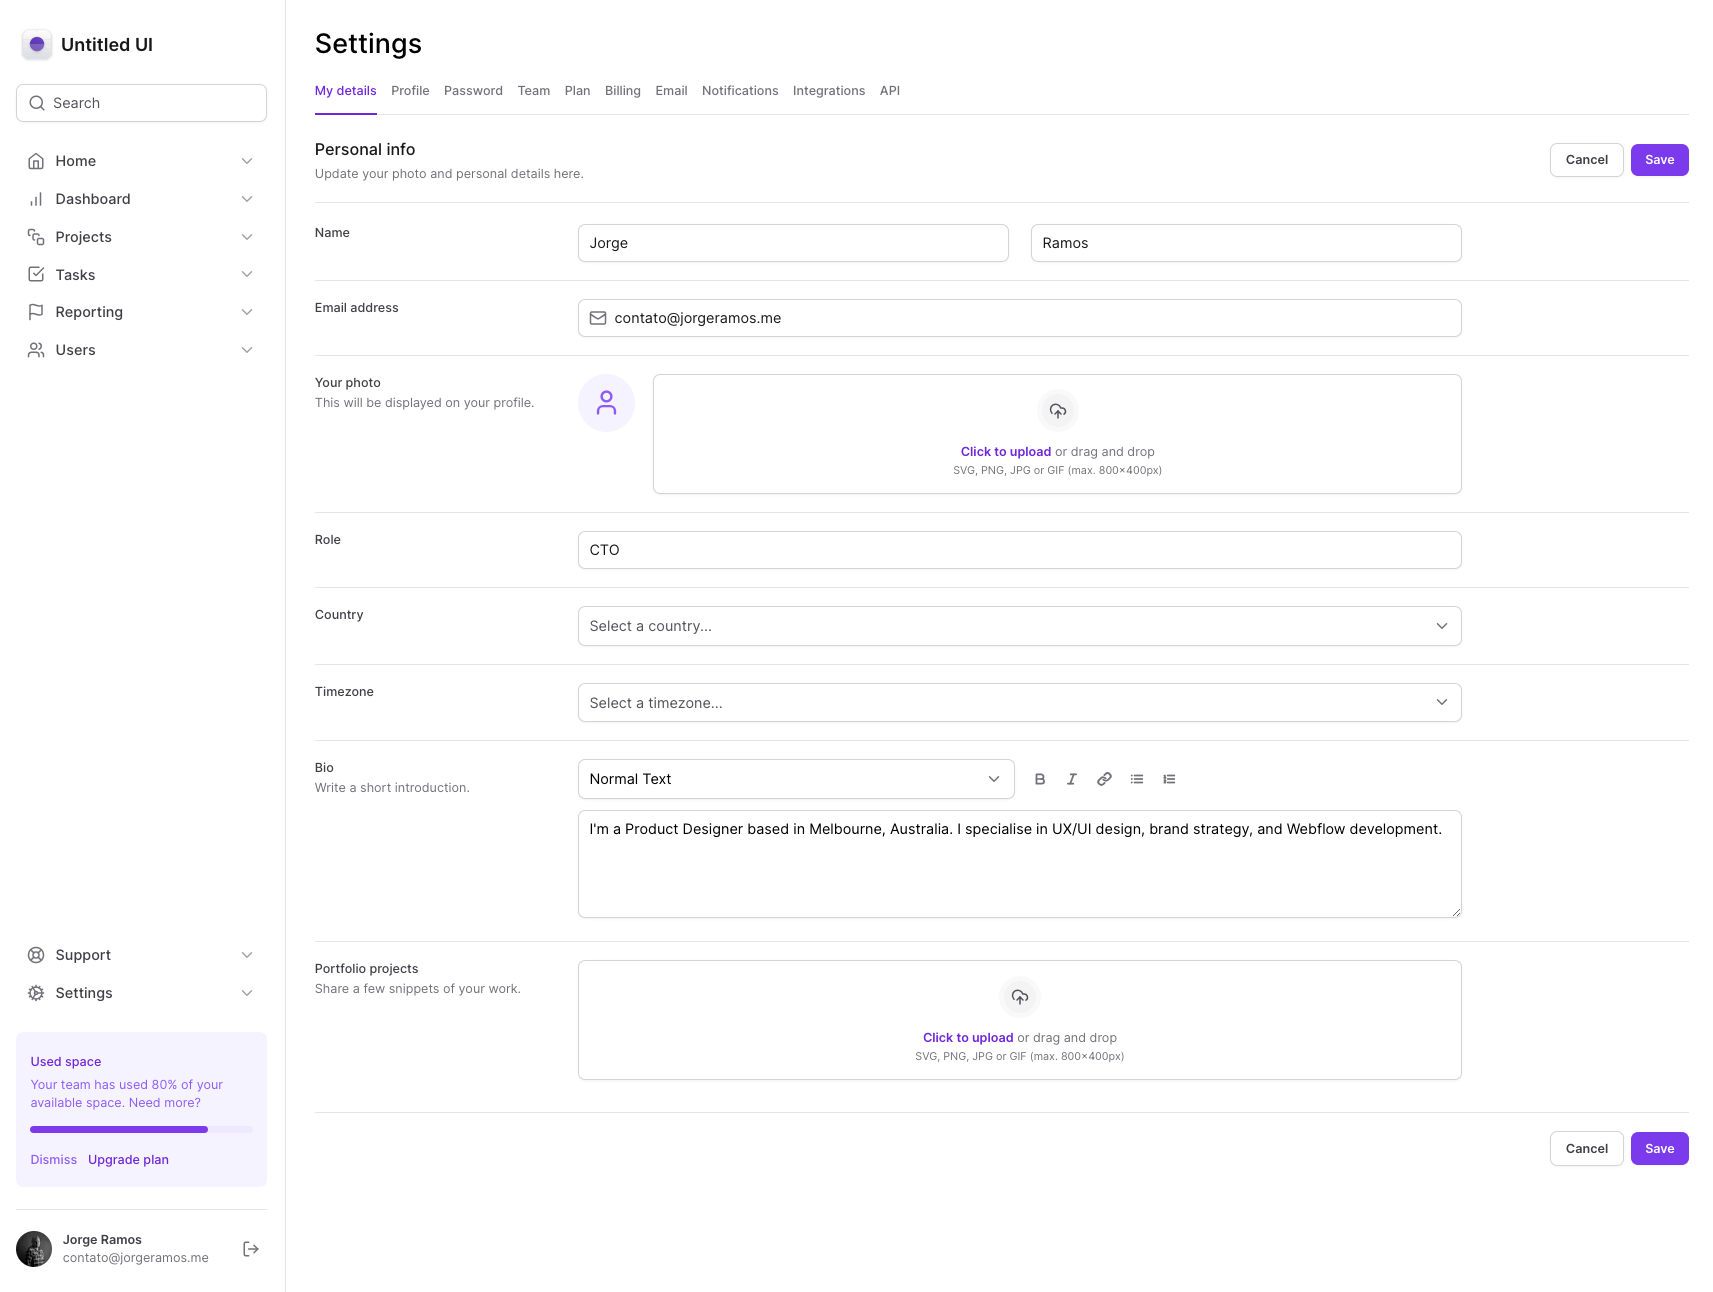 Untitled UI
Search
Home
Dashboard
Projects
Tasks
Reporting
Users
Support
Settings
Used space
Your team has used 80% of your
available space. Need more?
Dismiss Upgrade plan
Jorge Ramos
contato@jorgeramos.me
Settings
My details Profile Password Team Plan Billing Email Notifications Integrations API
Personal info
Update your photo and personal details here.
Cancel Save
Name
Jorge Ramos
Email address
contato@jorgeramos.me
Your photo
This will be displayed on your profile.
Click to upload or drag and drop
SVG, PNG, JPG or GIF (max. 800x400px)
Role
CTO
Country
Select a country...
Timezone
Select a timezone...
Bio
Write a short introduction.
Normal Text
I'm a Product Designer based in Melbourne, Australia. I specialise in UX/UI design, brand strategy, and Webflow development.
Portfolio projects
Share a few snippets of your work.
Click to upload or drag and drop
SVG, PNG, JPG or GIF (max. 800x400px)
Cancel Save